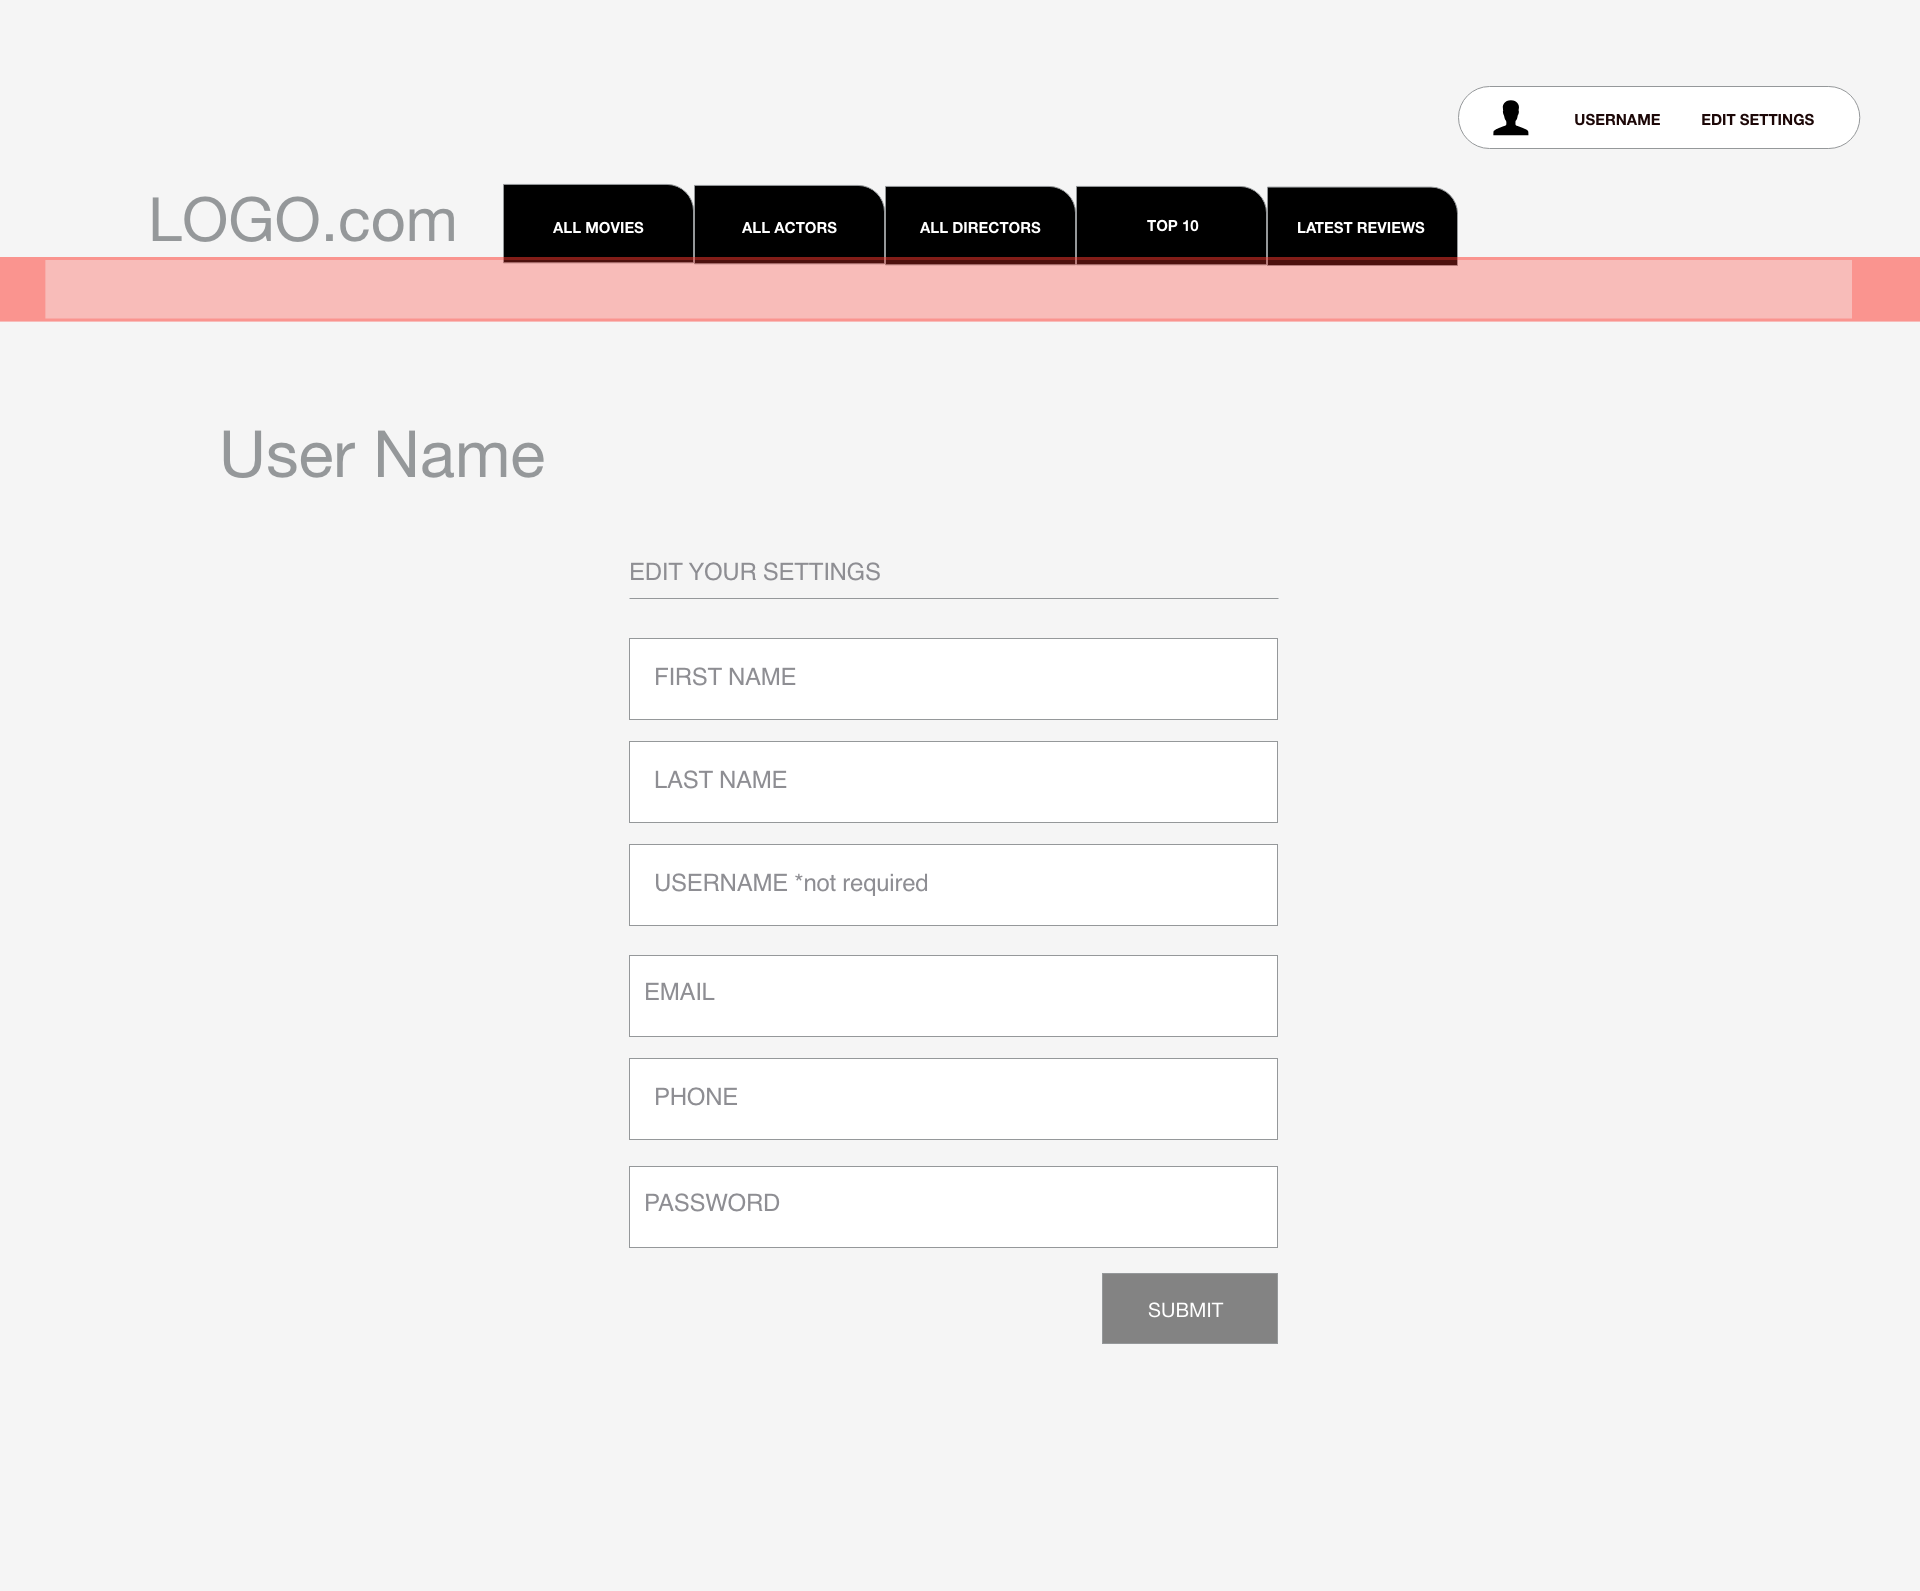 USERNAME EDIT SETTINGS
LOGO.com ALL MOVIES ALL ACTORS ALL DIRECTORS TOP 10 LATEST REVIEWS
User Name
EDIT YOUR SETTINGS
FIRST NAME
LAST NAME
USERNAME *not required
EMAIL
PHONE
PASSWORD
SUBMIT